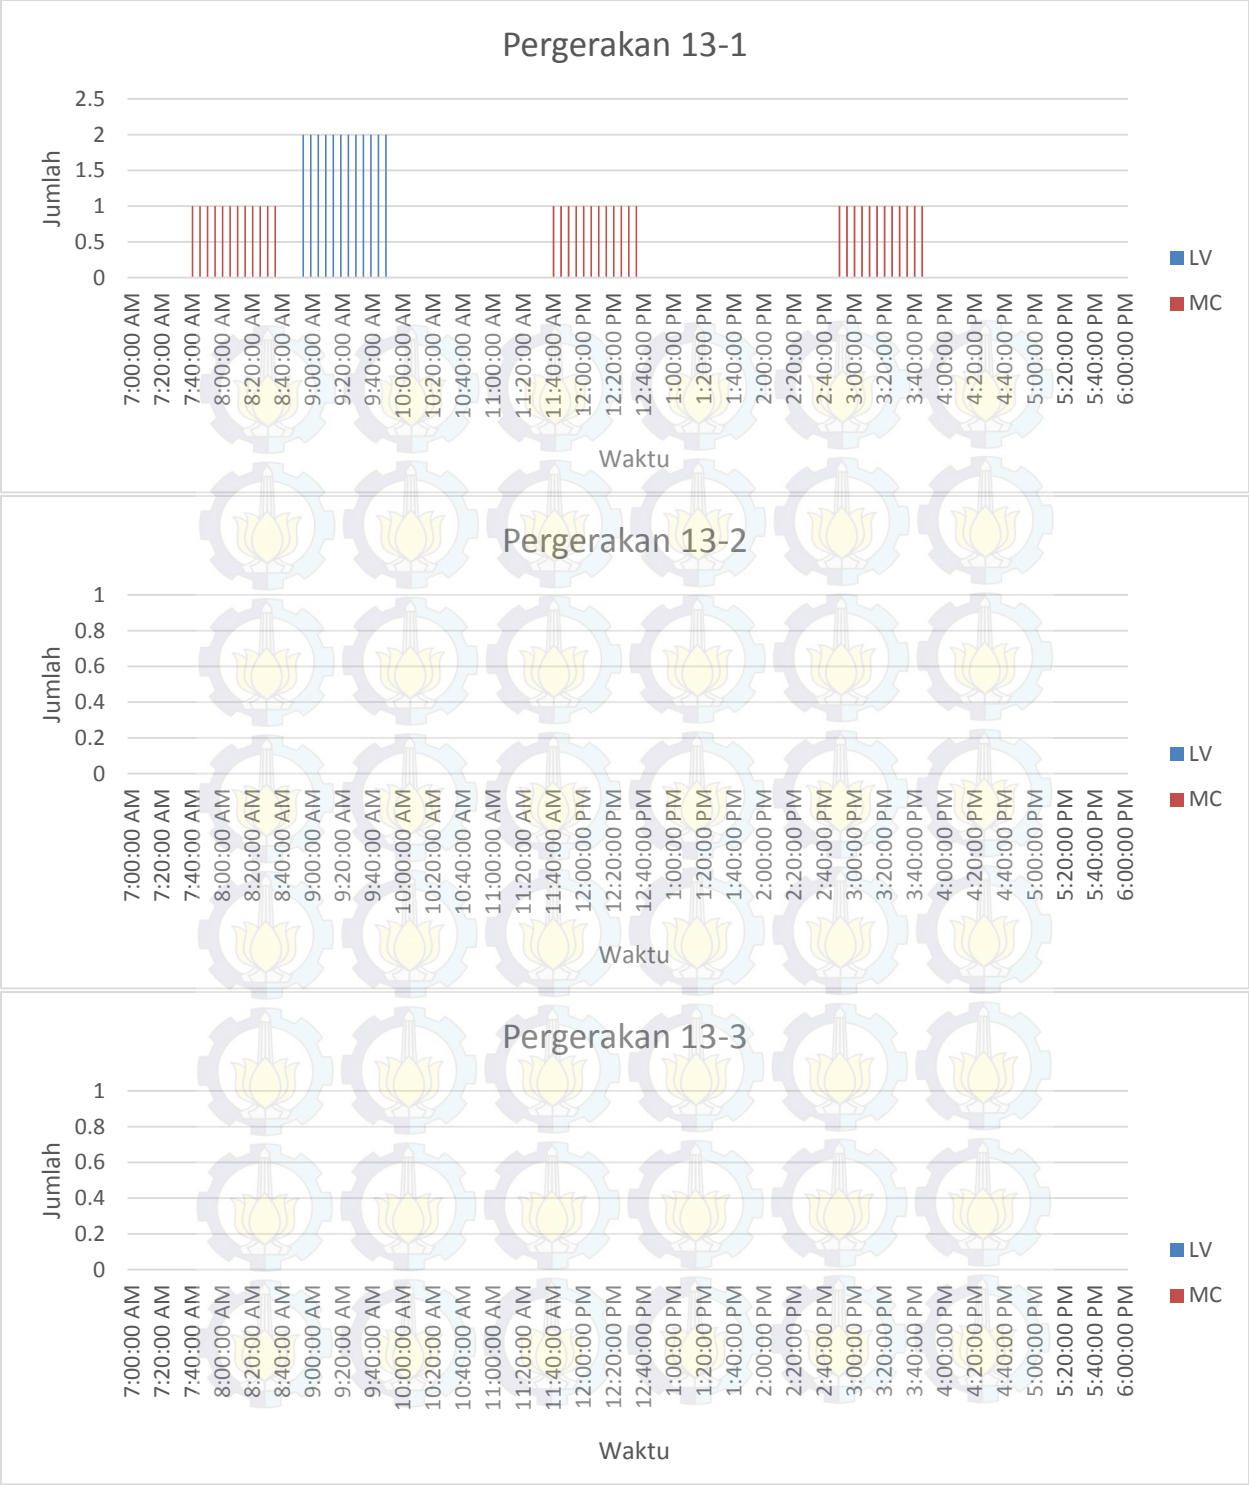 Pergerakan 13-1
2.5
2
1.5
1
0.5
0
Jumlah
7:00:00 AM
7:20:00 AM
7:40:00 AM
8:00:00 AM
8:20:00 AM
8:40:00 AM
9:00:00 AM
9:20:00 AM
9:40:00 AM
10:00:00 AM
10:20:00 AM
10:40:00 AM
11:00:00 AM
11:20:00 AM
11:40:00 AM
12:00:00 PM
12:20:00 PM
12:40:00 PM
1:00:00 PM
1:20:00 PM
1:40:00 PM
2:00:00 PM
2:20:00 PM
2:40:00 PM
3:00:00 PM
3:20:00 PM
3:40:00 PM
4:00:00 PM
4:20:00 PM
4:40:00 PM
5:00:00 PM
5:20:00 PM
5:40:00 PM
6:00:00 PM
Waktu
LV
MC
Pergerakan 13-2
1
0.8
0.6
0.4
0.2
0
Jumlah
7:00:00 AM
7:20:00 AM
7:40:00 AM
8:00:00 AM
8:20:00 AM
8:40:00 AM
9:00:00 AM
9:20:00 AM
9:40:00 AM
10:00:00 AM
10:20:00 AM
10:40:00 AM
11:00:00 AM
11:20:00 AM
11:40:00 AM
12:00:00 PM
12:20:00 PM
12:40:00 PM
1:00:00 PM
1:20:00 PM
1:40:00 PM
2:00:00 PM
2:20:00 PM
2:40:00 PM
3:00:00 PM
3:20:00 PM
3:40:00 PM
4:00:00 PM
4:20:00 PM
4:40:00 PM
5:00:00 PM
5:20:00 PM
5:40:00 PM
6:00:00 PM
Waktu
LV
MC
Pergerakan 13-3
1
0.8
0.6
0.4
0.2
0
Jumlah
7:00:00 AM
7:20:00 AM
7:40:00 AM
8:00:00 AM
8:20:00 AM
8:40:00 AM
9:00:00 AM
9:20:00 AM
9:40:00 AM
10:00:00 AM
10:20:00 AM
10:40:00 AM
11:00:00 AM
11:20:00 AM
11:40:00 AM
12:00:00 PM
12:20:00 PM
12:40:00 PM
1:00:00 PM
1:20:00 PM
1:40:00 PM
2:00:00 PM
2:20:00 PM
2:40:00 PM
3:00:00 PM
3:20:00 PM
3:40:00 PM
4:00:00 PM
4:20:00 PM
4:40:00 PM
5:00:00 PM
5:20:00 PM
5:40:00 PM
6:00:00 PM
Waktu
LV
MC